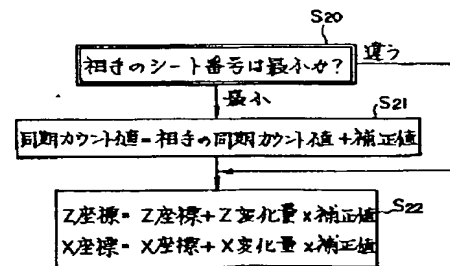 S20
相手のシート番号は最小か?
違う
最小
S21
同期カウント値=相手の同期カウント値+補正値
S22
Z座標= Z座標+Z変化量×補正値
X座標= X座標+X変化量×補正値